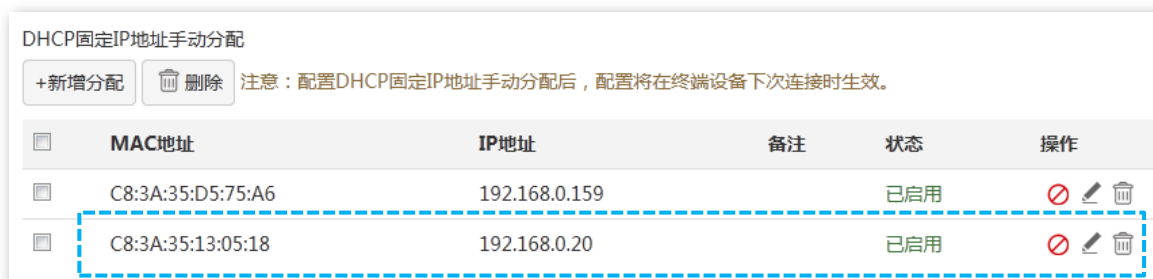 DHCP固定IP地址手动分配
+新增分配 删除 注意：配置DHCP固定IP地址手动分配后，配置将在终端设备下次连接时生效。
MAC地址 IP地址 备注 状态 操作
C8:3A:35:D5:75:A6 192.168.0.159 已启用
C8:3A:35:13:05:18 192.168.0.20 已启用